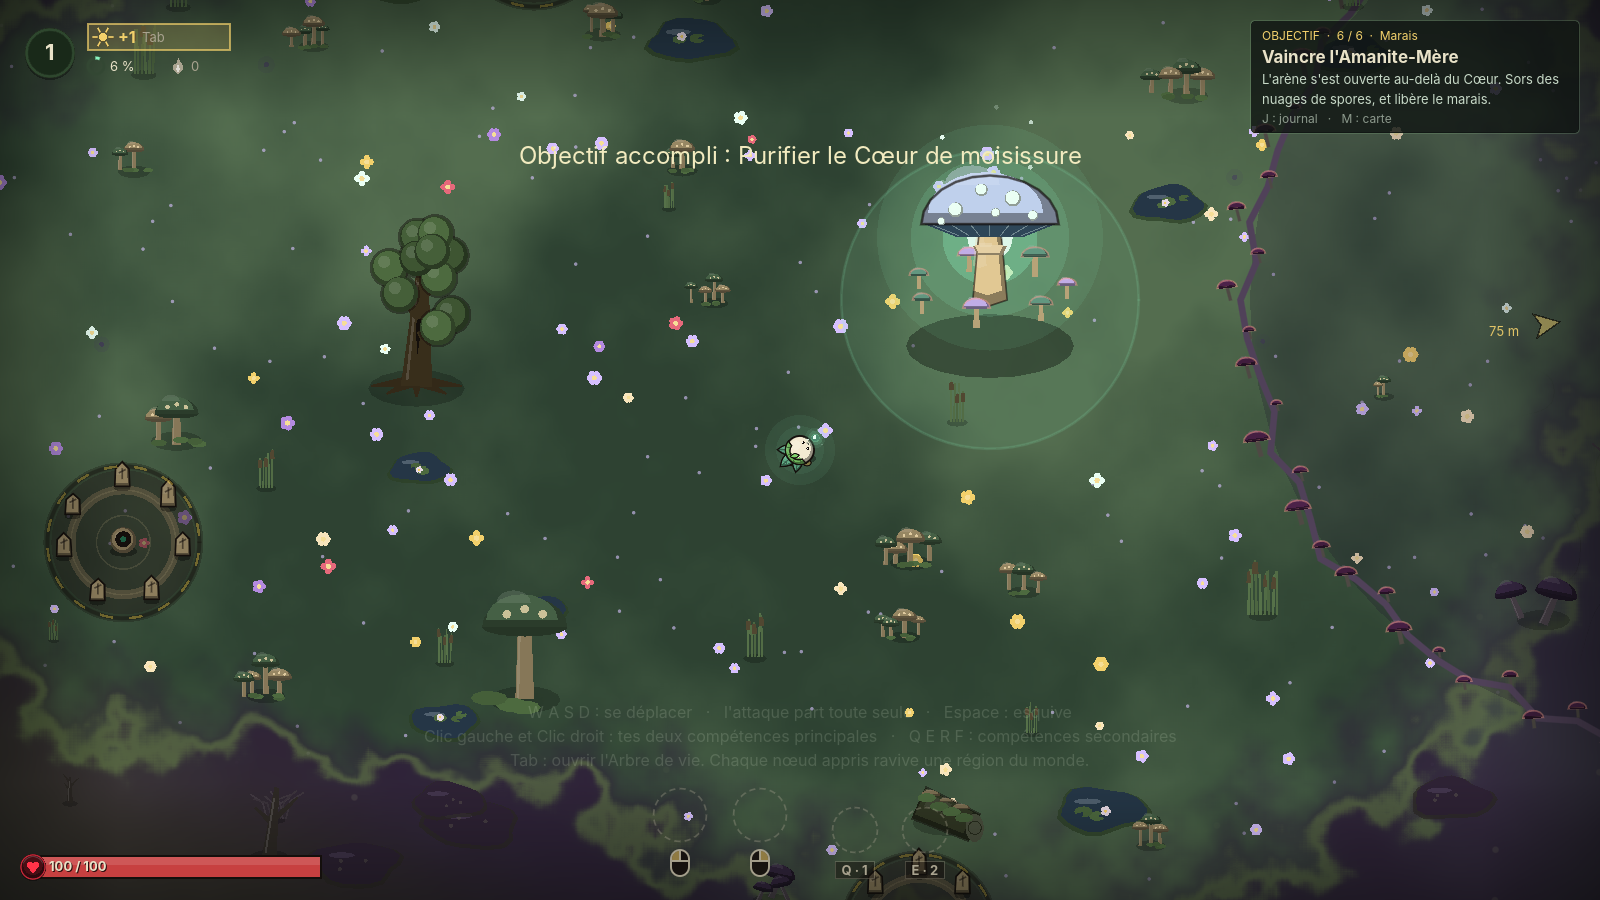 1
+1 Tab
6 % 0
OBJECTIF · 6 / 6 · Marais
Vaincre l'Amanite-Mère
L'arène s'est ouverte au-delà du Cœur. Sors des
nuages de spores, et libère le marais.
J : journal · M : carte
Objectif accompli : Purifier le Cœur de moisissure
75 m
W A S D : se déplacer · l'attaque part toute seule · Espace : esquive
Clic gauche et Clic droit : tes deux compétences principales · Q E R F : compétences secondaires
Tab : ouvrir l'Arbre de vie. Chaque nœud appris ravive une région du monde.
100 / 100
Q · 1
E · 2